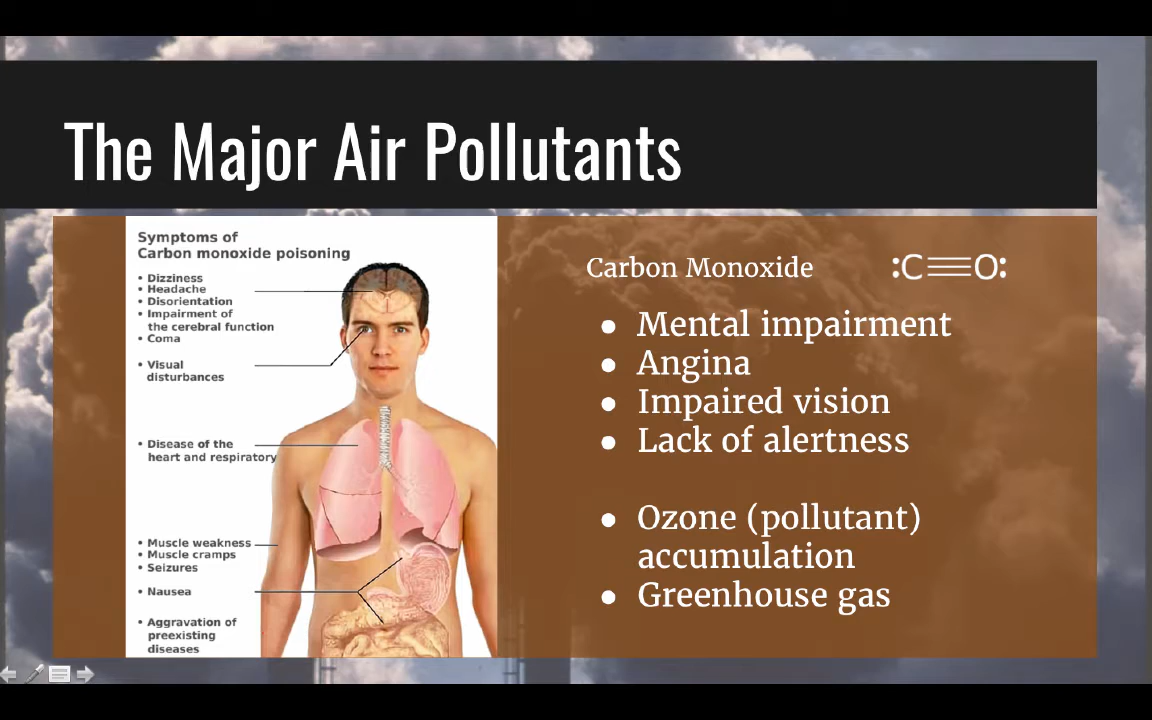 The Major Air Pollutants
Symptoms of
Carbon monoxide poisoning
• Dizziness
• Headache
• Disorientation
• Impairment of
the cerebral function
• Coma
• Visual
disturbances
• Disease of the
heart and respiratory
• Muscle weakness
• Muscle cramps
• Seizures
• Nausea
• Aggravation of
preexisting
diseases
Carbon Monoxide
:C≡O:
● Mental impairment
● Angina
● Impaired vision
● Lack of alertness
● Ozone (pollutant)
accumulation
● Greenhouse gas